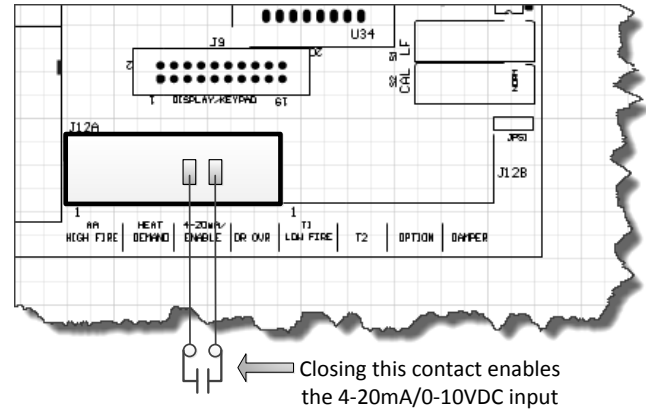 U34
J9
2
1 DISPLAY/KEYPAD 19
S1 LF
S2 CAL
NORM
JPS1
J12A
J12B
1 1
AA HIGH FIRE
HEAT DEMAND
4-20MA/ ENABLE
DR OVR
T1 LOW FIRE
T2
OPTION
DAMPER
Closing this contact enables
the 4-20mA/0-10VDC input